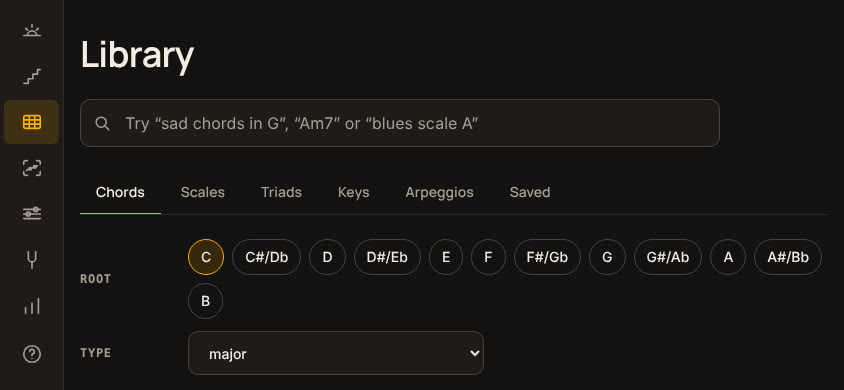 Library
Try “sad chords in G”, “Am7” or “blues scale A”
Chords Scales Triads Keys Arpeggios Saved
ROOT
C C#/Db D D#/Eb E F F#/Gb G G#/Ab A A#/Bb
B
TYPE
major